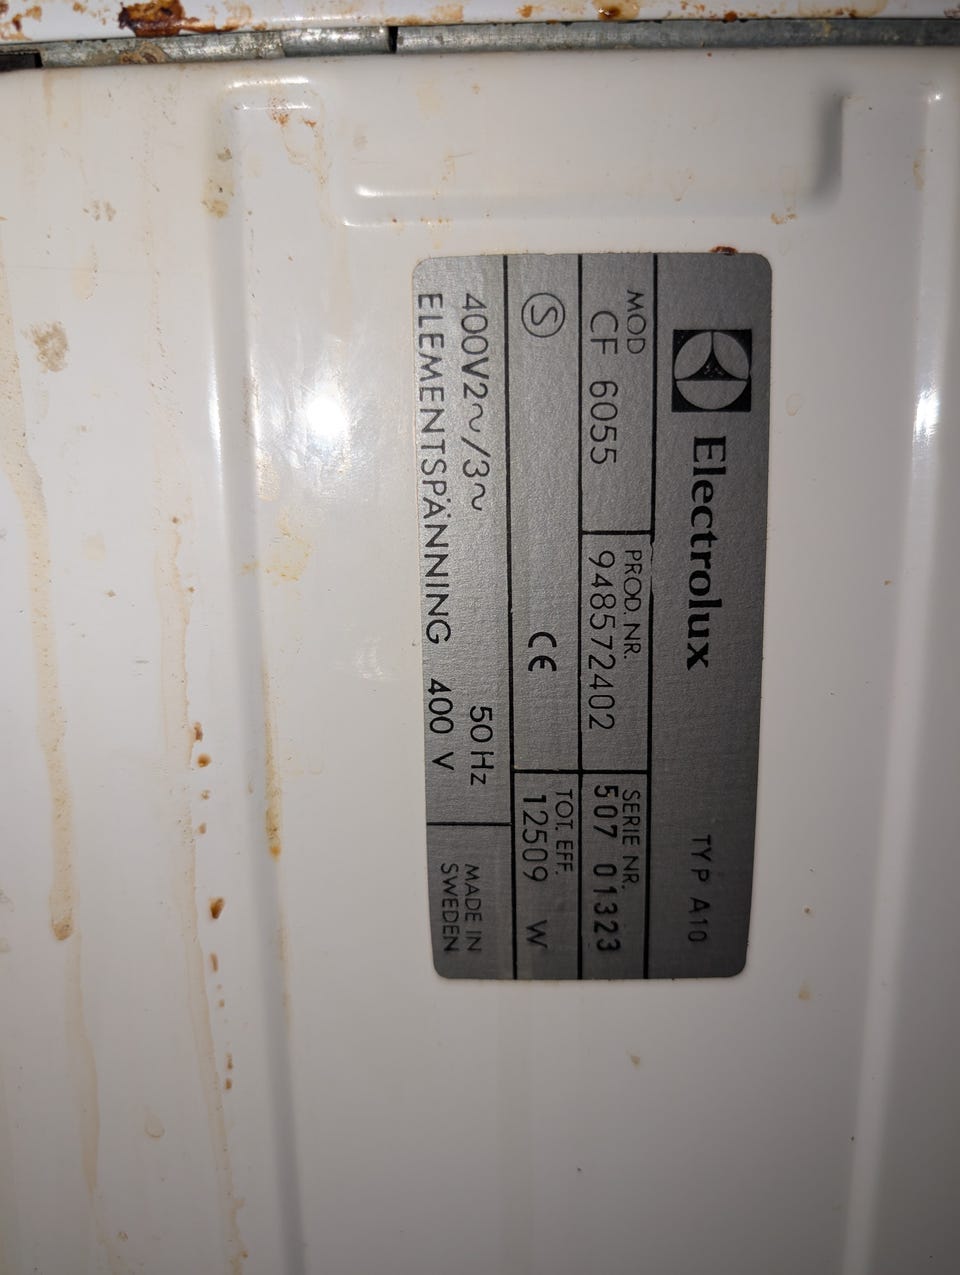 Electrolux TYP A10
MOD PROD. NR. SERIE NR.
CF 6055 948572402 507 01323
S CE TOT. EFF.
12509 W
400V2~/3~ 50 Hz MADE IN
ELEMENTSPÄNNING 400 V SWEDEN